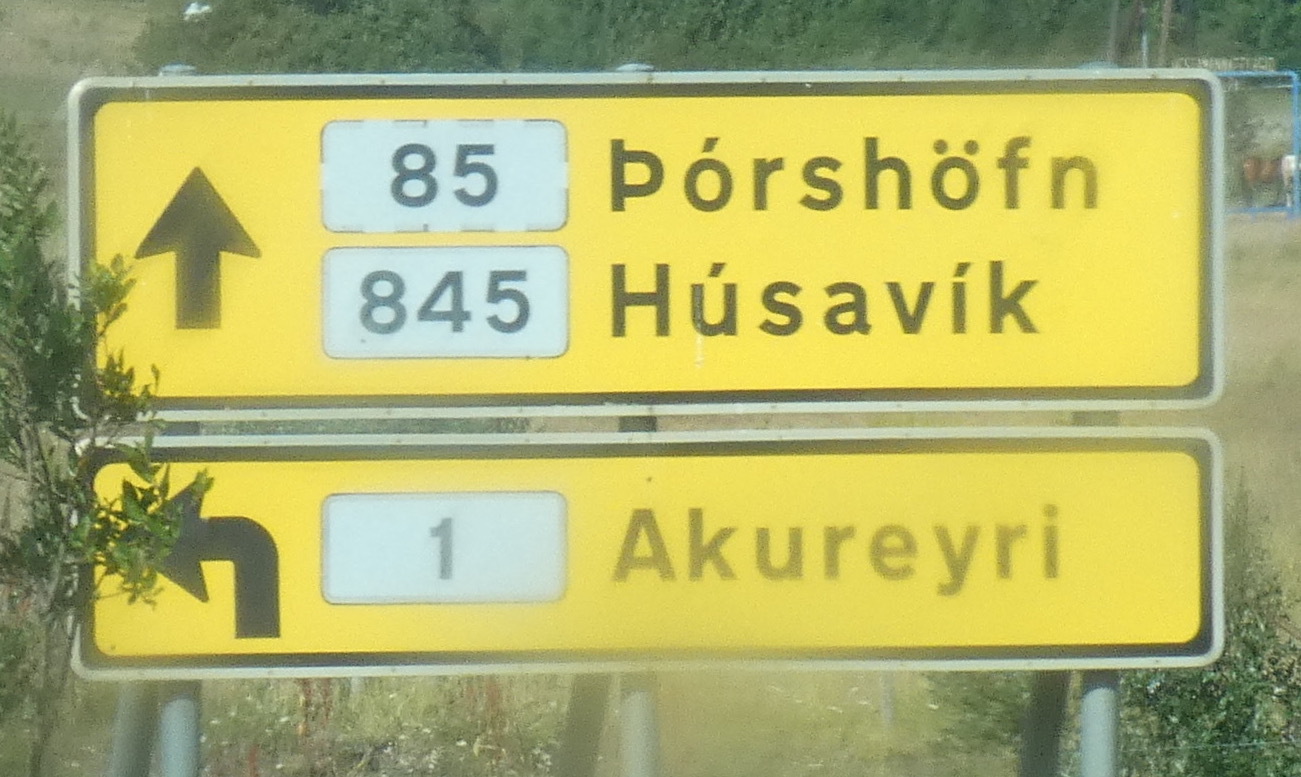 85 Þórshöfn
845 Húsavík
1 Akureyri